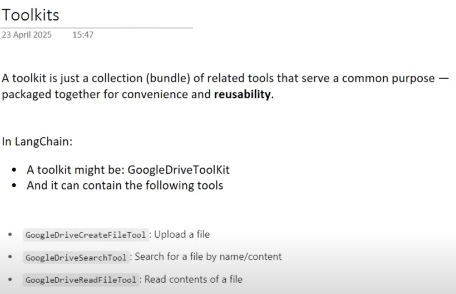 Toolkits
23 April 2025 15:47
A toolkit is just a collection (bundle) of related tools that serve a common purpose —
packaged together for convenience and reusability.
In LangChain:
• A toolkit might be: GoogleDriveToolKit
• And it can contain the following tools
• GoogleDriveCreateFileTool: Upload a file
• GoogleDriveSearchTool: Search for a file by name/content
• GoogleDriveReadFileTool: Read contents of a file